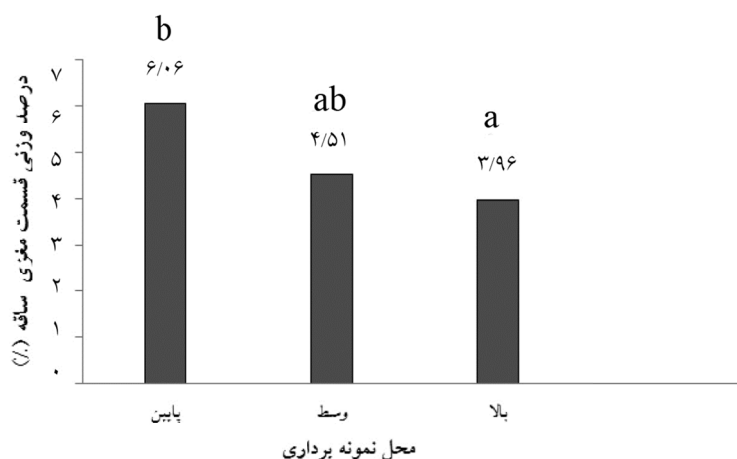 درصد وزنی قسمت مغزی ساقه (٪)
۷
۶
۵
۴
۳
۲
۱
۰
b
۶/۰۶
ab
۴/۵۱
a
۳/۹۶
پایین
وسط
بالا
محل نمونه برداری